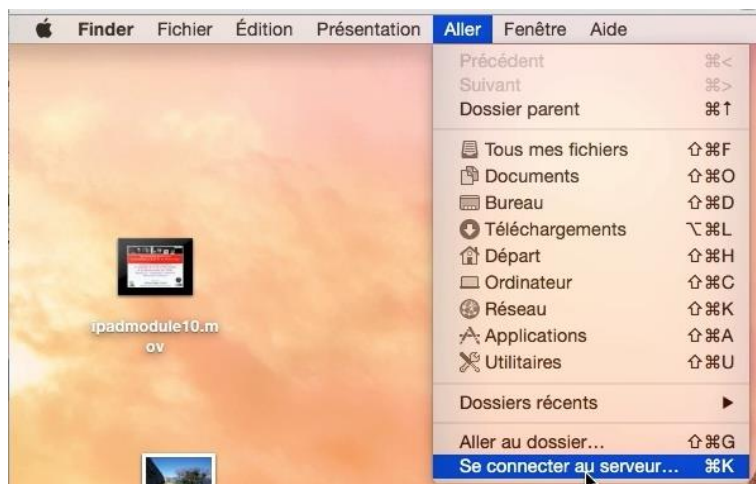 Finder Fichier Édition Présentation Aller Fenêtre Aide
Précédent ⌘<
Suivant ⌘>
Dossier parent ⌘↑
Tous mes fichiers ⇧⌘F
Documents ⇧⌘O
Bureau ⇧⌘D
Téléchargements ⌥⌘L
Départ ⇧⌘H
Ordinateur ⇧⌘C
Réseau ⇧⌘K
Applications ⇧⌘A
Utilitaires ⇧⌘U
Dossiers récents ▶
Aller au dossier... ⇧⌘G
Se connecter au serveur... ⌘K
ipadmodule10.m
ov